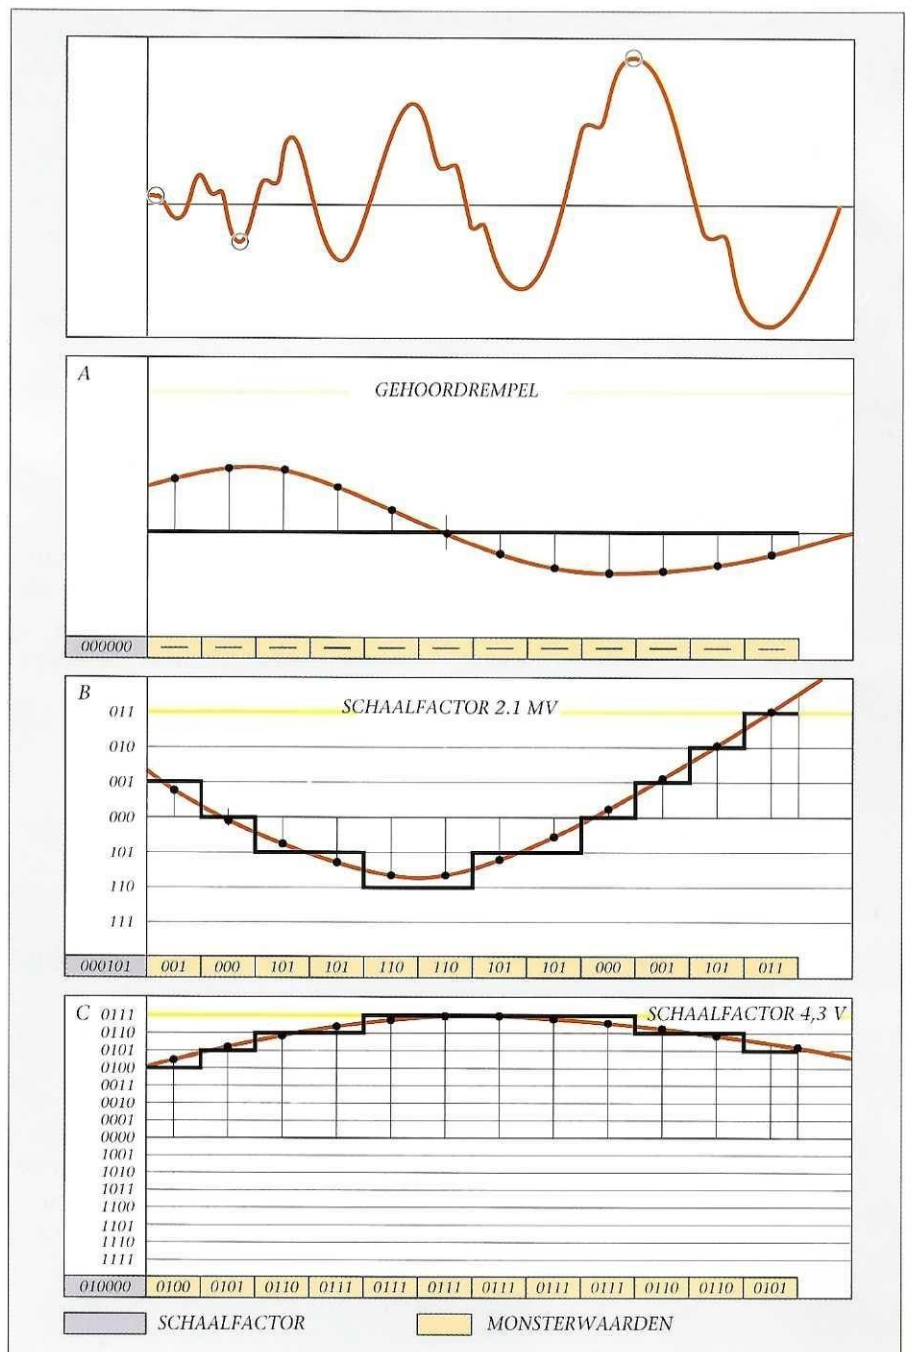 A
GEHOORDREMPEL
000000 — — — — — — — — — — — —
B
SCHAALFACTOR 2.1 MV
011
010
001
000
101
110
111
000101 001 000 101 101 110 110 101 101 000 001 101 011
C
SCHAALFACTOR 4,3 V
0111
0110
0101
0100
0011
0010
0001
0000
1001
1010
1011
1100
1101
1110
1111
010000 0100 0101 0110 0111 0111 0111 0111 0111 0111 0110 0110 0101
SCHAALFACTOR
MONSTERWAARDEN